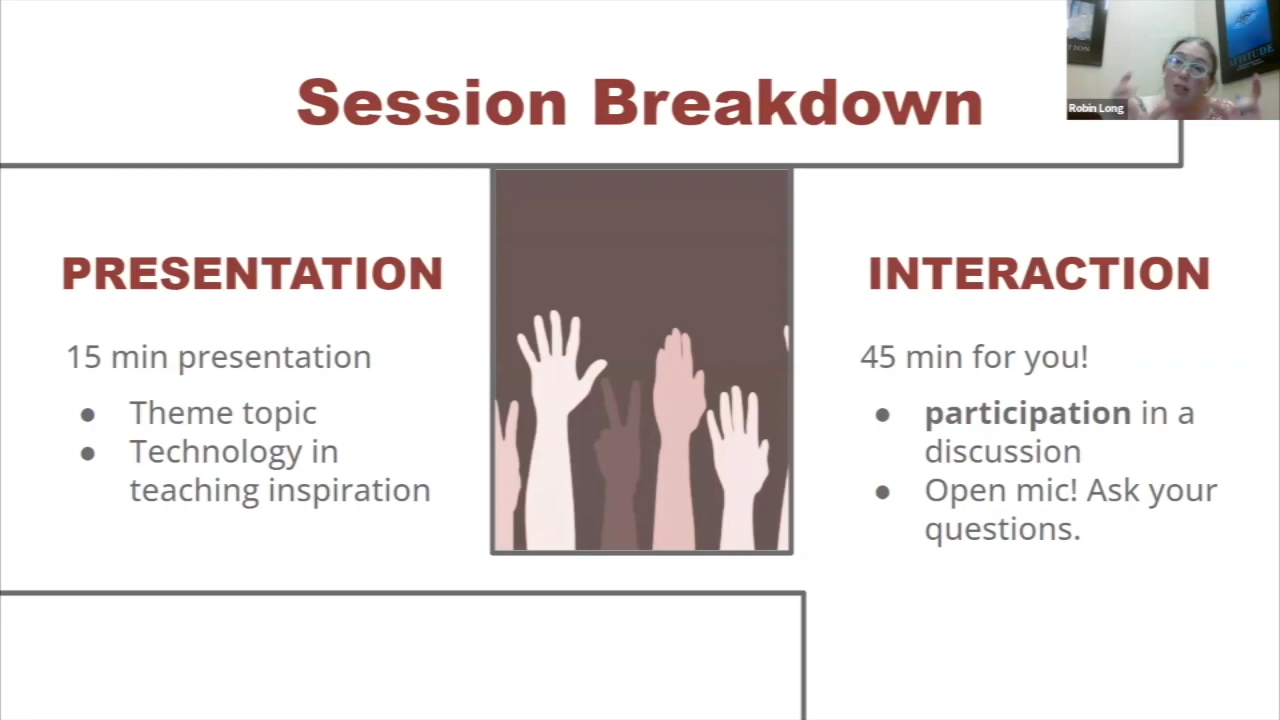 Session Breakdown
Robin Long
PRESENTATION
15 min presentation
● Theme topic
● Technology in
teaching inspiration
INTERACTION
45 min for you!
● participation in a
discussion
● Open mic! Ask your
questions.